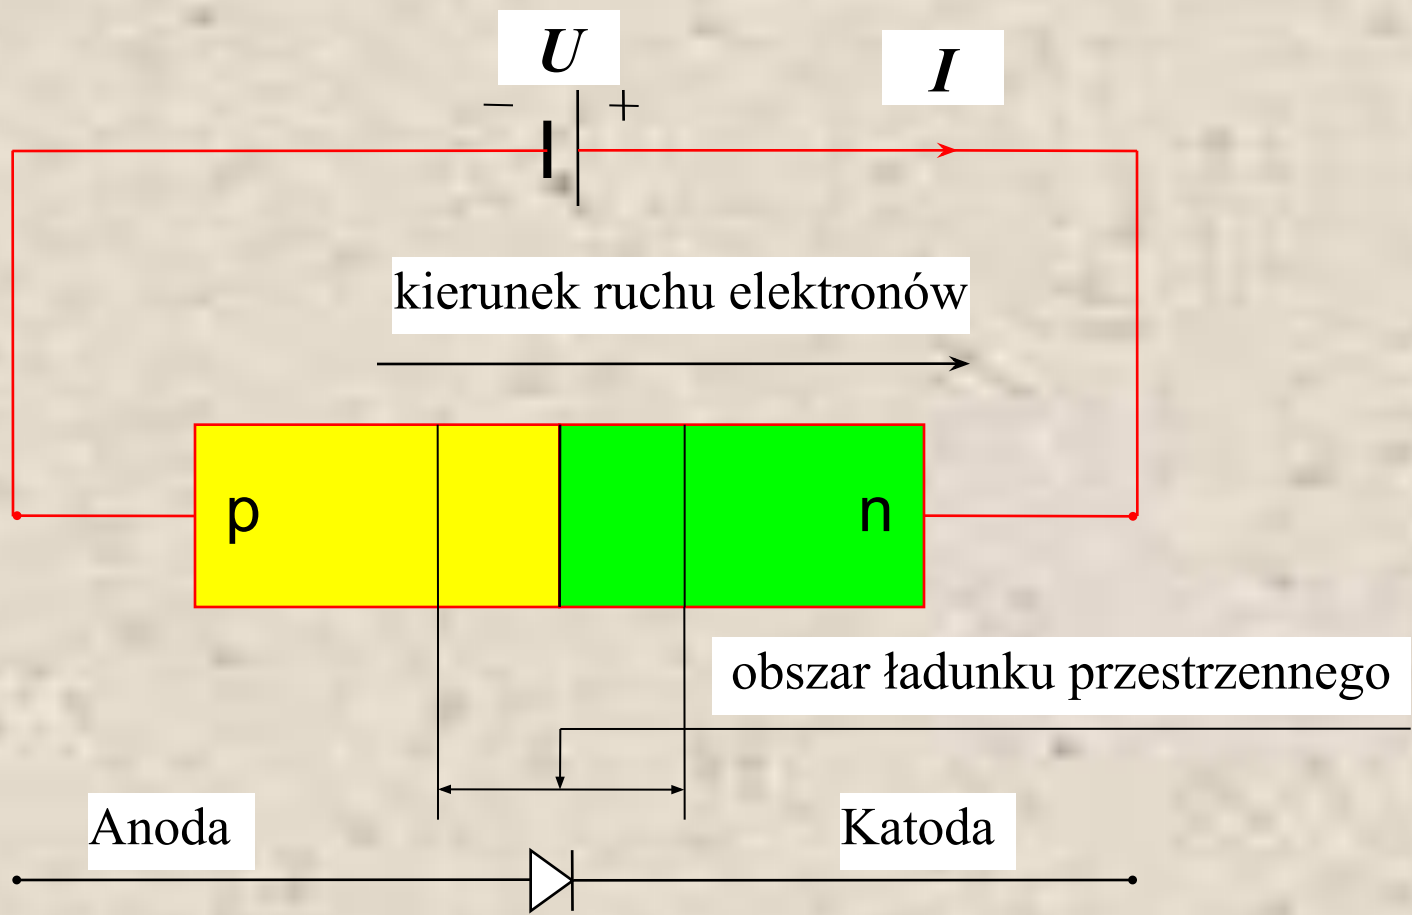 U
I
− +
kierunek ruchu elektronów
p
n
obszar ładunku przestrzennego
Anoda
Katoda